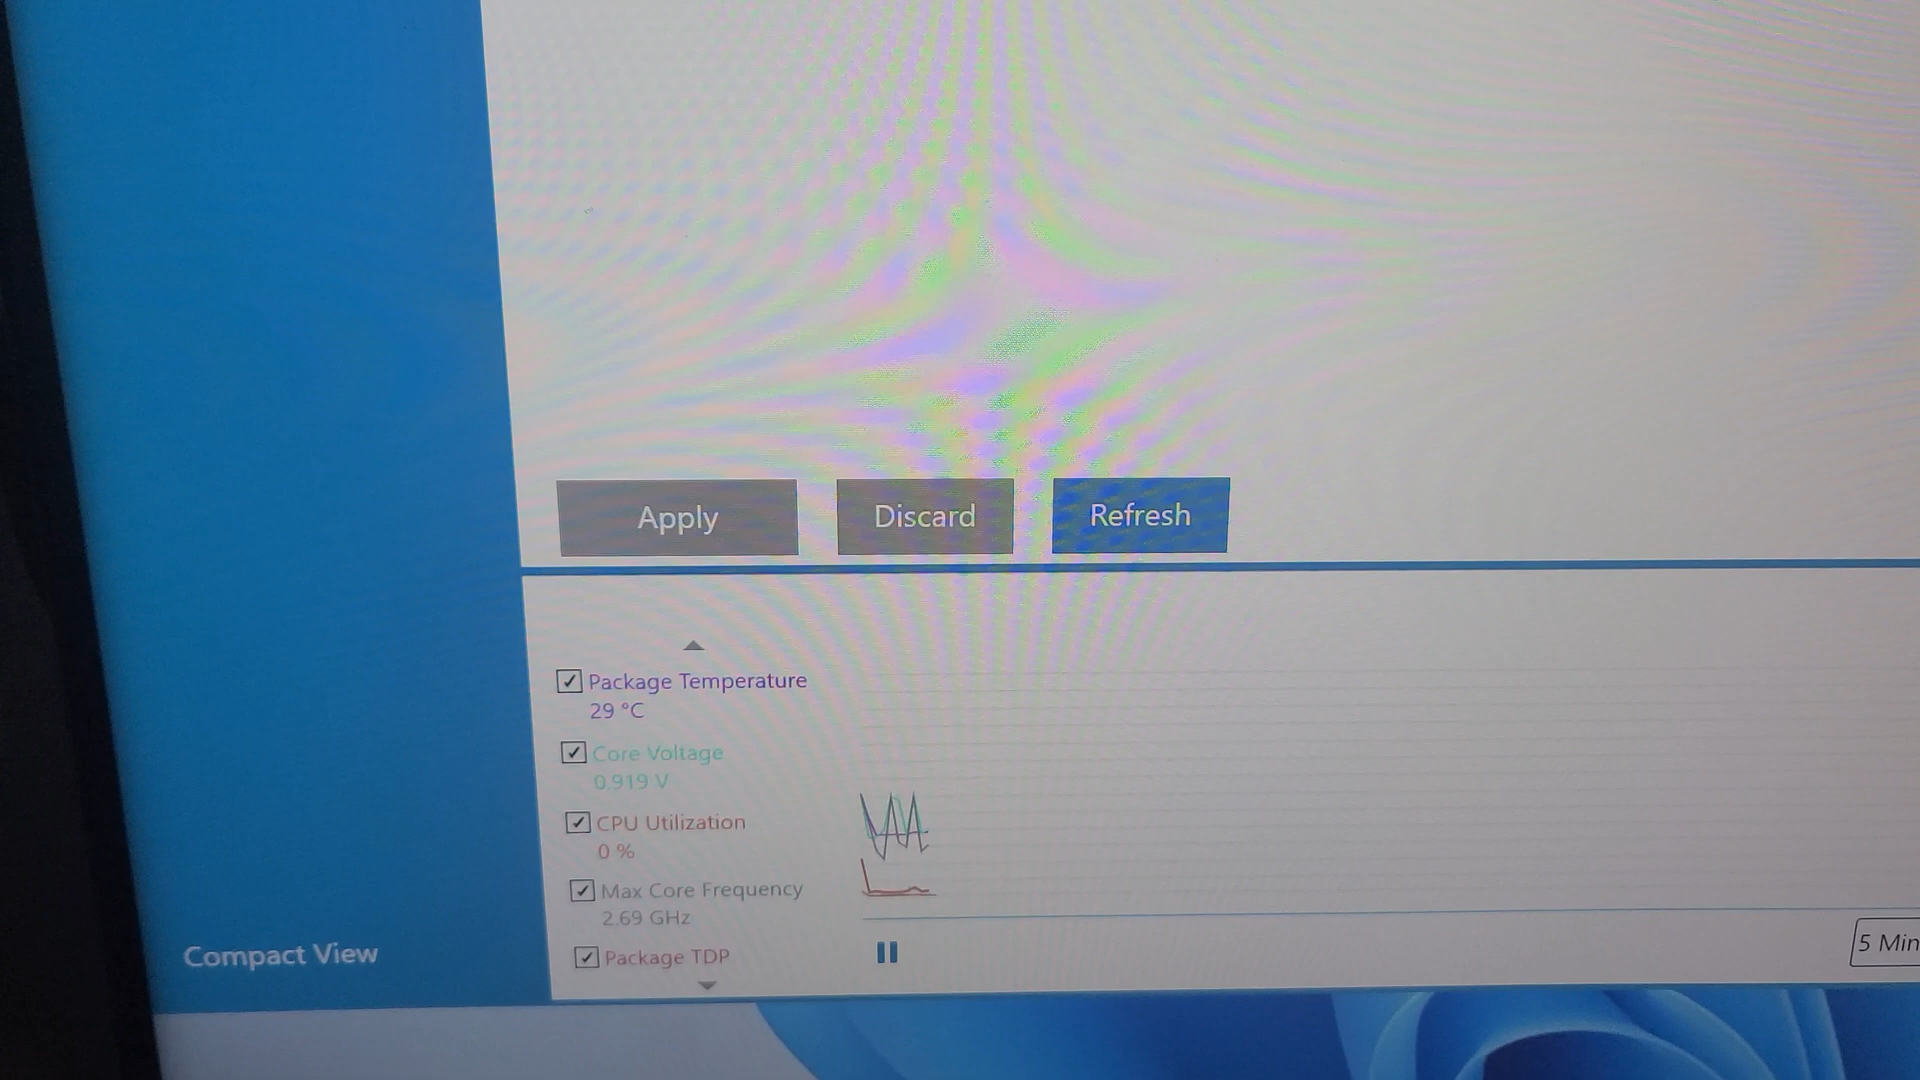 Apply
Discard
Refresh
Package Temperature
29 °C
Core Voltage
0.919 V
CPU Utilization
0 %
Max Core Frequency
2.69 GHz
Package TDP
5 Min
Compact View